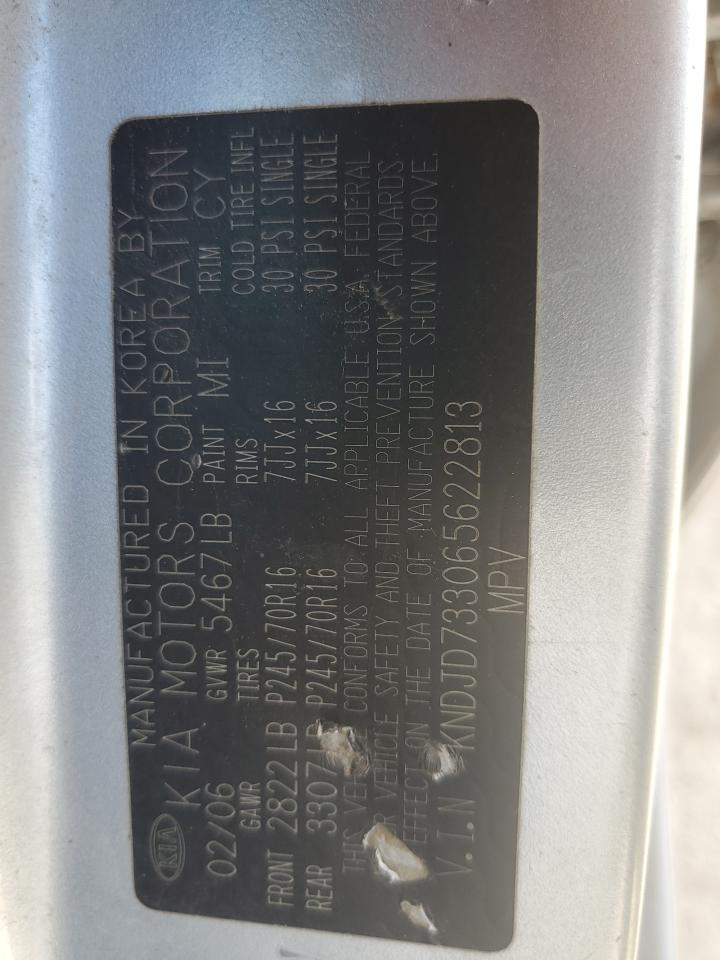 MANUFACTURED IN KOREA BY
KIA KIA MOTORS CORPORATION
02/06 GVWR 5467LB PAINT MI TRIM CY
GAWR TIRES RIMS COLD TIRE INFL
FRONT 2822LB P245/70R16 7JJx16 30 PSI SINGLE
REAR 3307LB P245/70R16 7JJx16 30 PSI SINGLE
THIS CONFORMS TO ALL APPLICABLE U.S.A. FEDERAL
VEHICLE SAFETY AND THEFT PREVENTION STANDARDS
EFFECT ON THE DATE OF MANUFACTURE SHOWN ABOVE.
V.I.N KNDJD733065622813
MPV